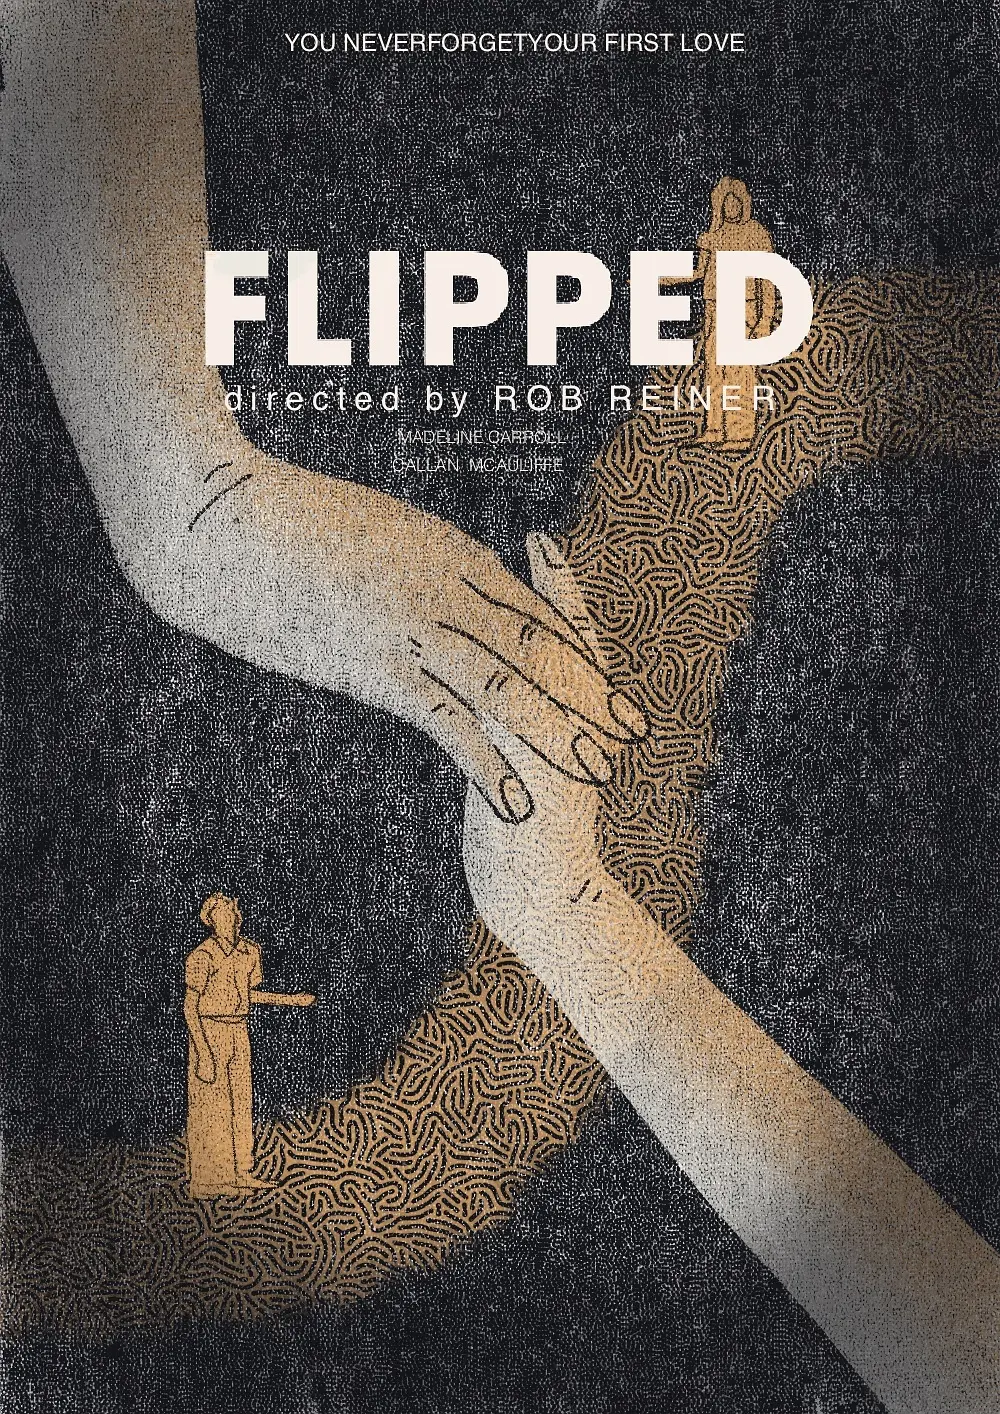 YOU NEVERFORGETYOUR FIRST LOVE
FLIPPED
directed by ROB REINER
MADELINE CARROLL
CALLAN MCAULIFFE